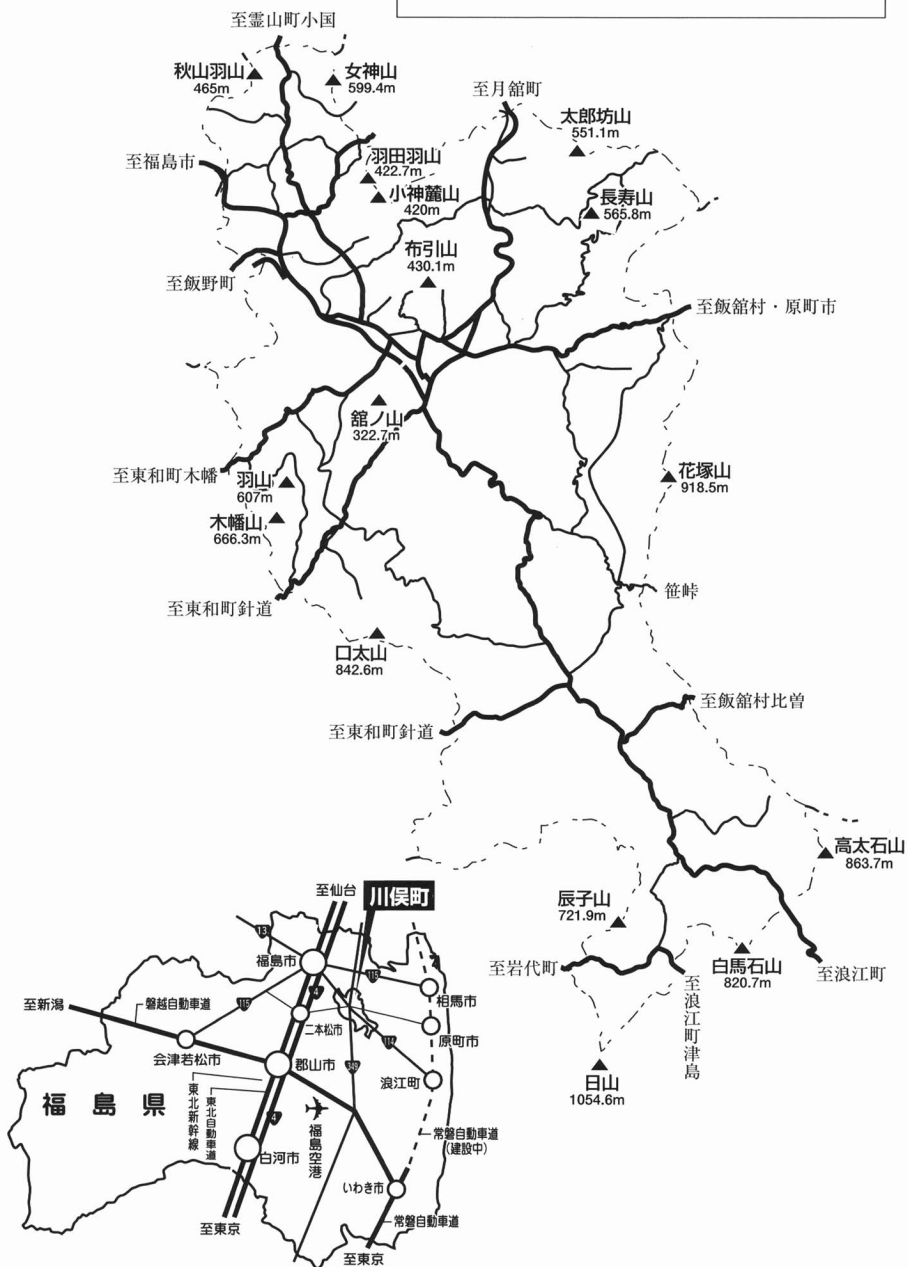 至霊山町小国
秋山羽山
465m
女神山
599.4m
至月舘町
太郎坊山
551.1m
至福島市
羽田羽山
422.7m
小神麓山
420m
長寿山
565.8m
布引山
430.1m
至飯野町
至飯舘村・原町市
舘ノ山
322.7m
至東和町木幡
羽山
607m
花塚山
918.5m
木幡山
666.3m
至東和町針道
笹峠
口太山
842.6m
至飯舘村比曽
至東和町針道
高太石山
863.7m
辰子山
721.9m
白馬石山
820.7m
至岩代町
至浪江町津島
至浪江町
日山
1054.6m
至仙台
川俣町
13
福島市
115
115
4
相馬市
至新潟
磐越自動車道
二本松市
114
原町市
会津若松市
郡山市
349
浪江町
福島県
東北新幹線
東北自動車道
4
福島空港
常磐自動車道
(建設中)
白河市
いわき市
常磐自動車道
至東京
至東京